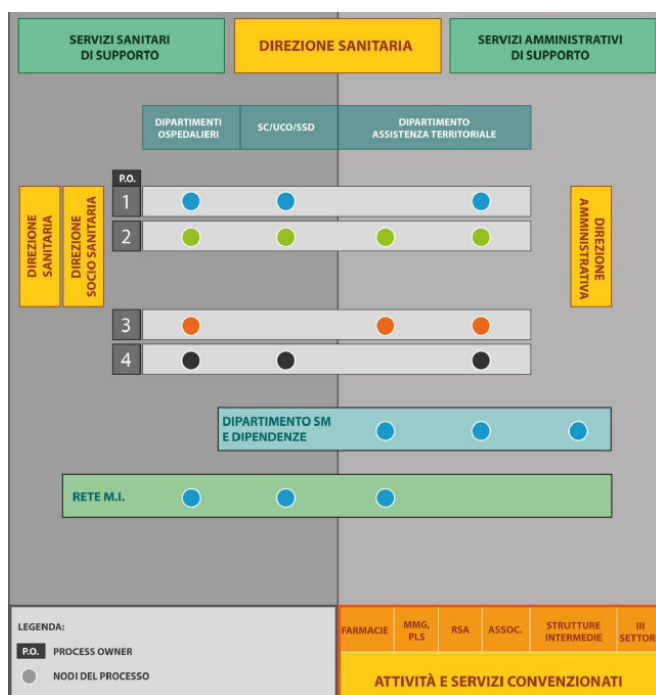 SERVIZI SANITARI
DI SUPPORTO
DIREZIONE SANITARIA
SERVIZI AMMINISTRATIVI
DI SUPPORTO
DIPARTIMENTI
OSPEDALIERI
SC/UCO/SSD
DIPARTIMENTO
ASSISTENZA TERRITORIALE
P.O.
1
2
3
4
DIREZIONE
SANITARIA
DIREZIONE
SOCIO SANITARIA
DIREZIONE
AMMINISTRATIVA
DIPARTIMENTO SM
E DIPENDENZE
RETE M.I.
LEGENDA:
P.O. PROCESS OWNER
NODI DEL PROCESSO
FARMACIE
MMG,
PLS
RSA
ASSOC.
STRUTTURE
INTERMEDIE
III
SETTOR
ATTIVITÀ E SERVIZI CONVENZIONATI